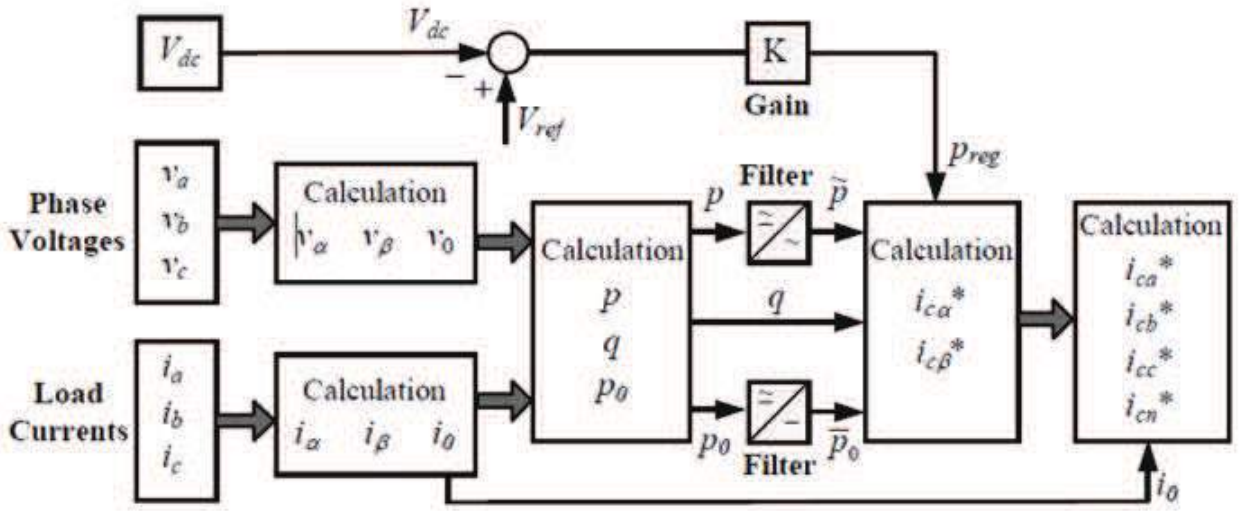 V_dc
V_dc
−
+
V_ref
K
Gain
p_reg
Phase
Voltages
v_a
v_b
v_c
Calculation
v_α v_β v_0
Load
Currents
i_a
i_b
i_c
Calculation
i_α i_β i_0
Calculation
p
q
p_0
p
Filter
p̃
q
p_0
Filter
p̄_0
Calculation
i_cα*
i_cβ*
Calculation
i_ca*
i_cb*
i_cc*
i_cn*
i_0